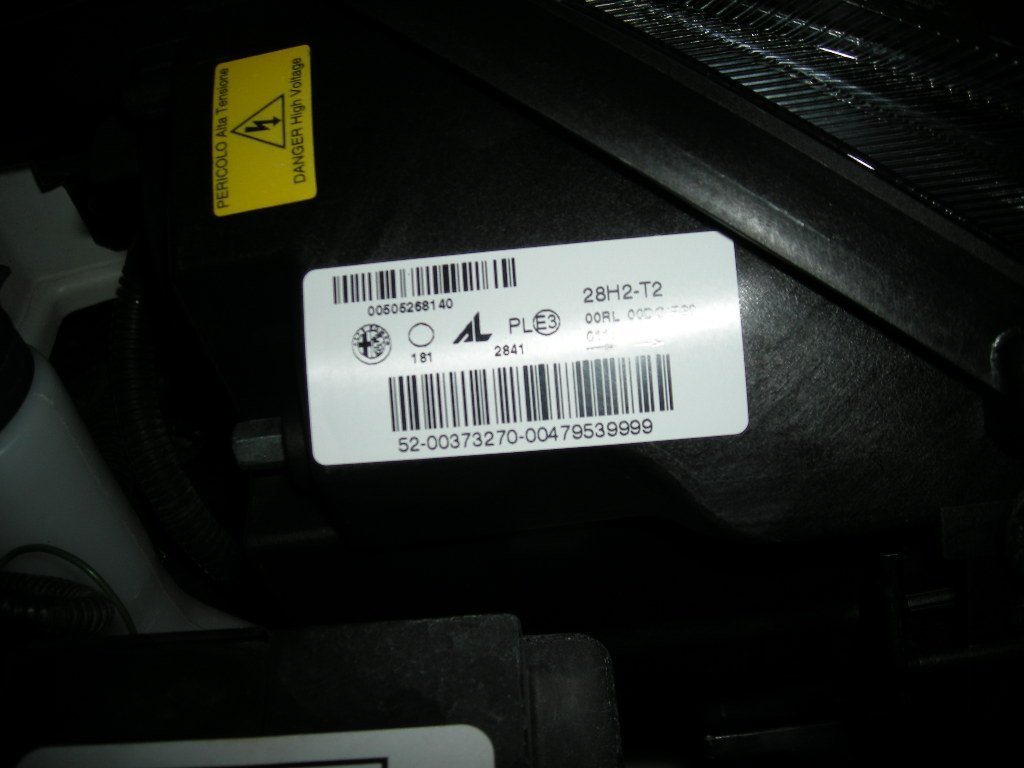 PERICOLO Alta Tensione
DANGER High Voltage
00505268140
28H2-T2
AL PL E3
00RL
181 2841
52-00373270-00479539999